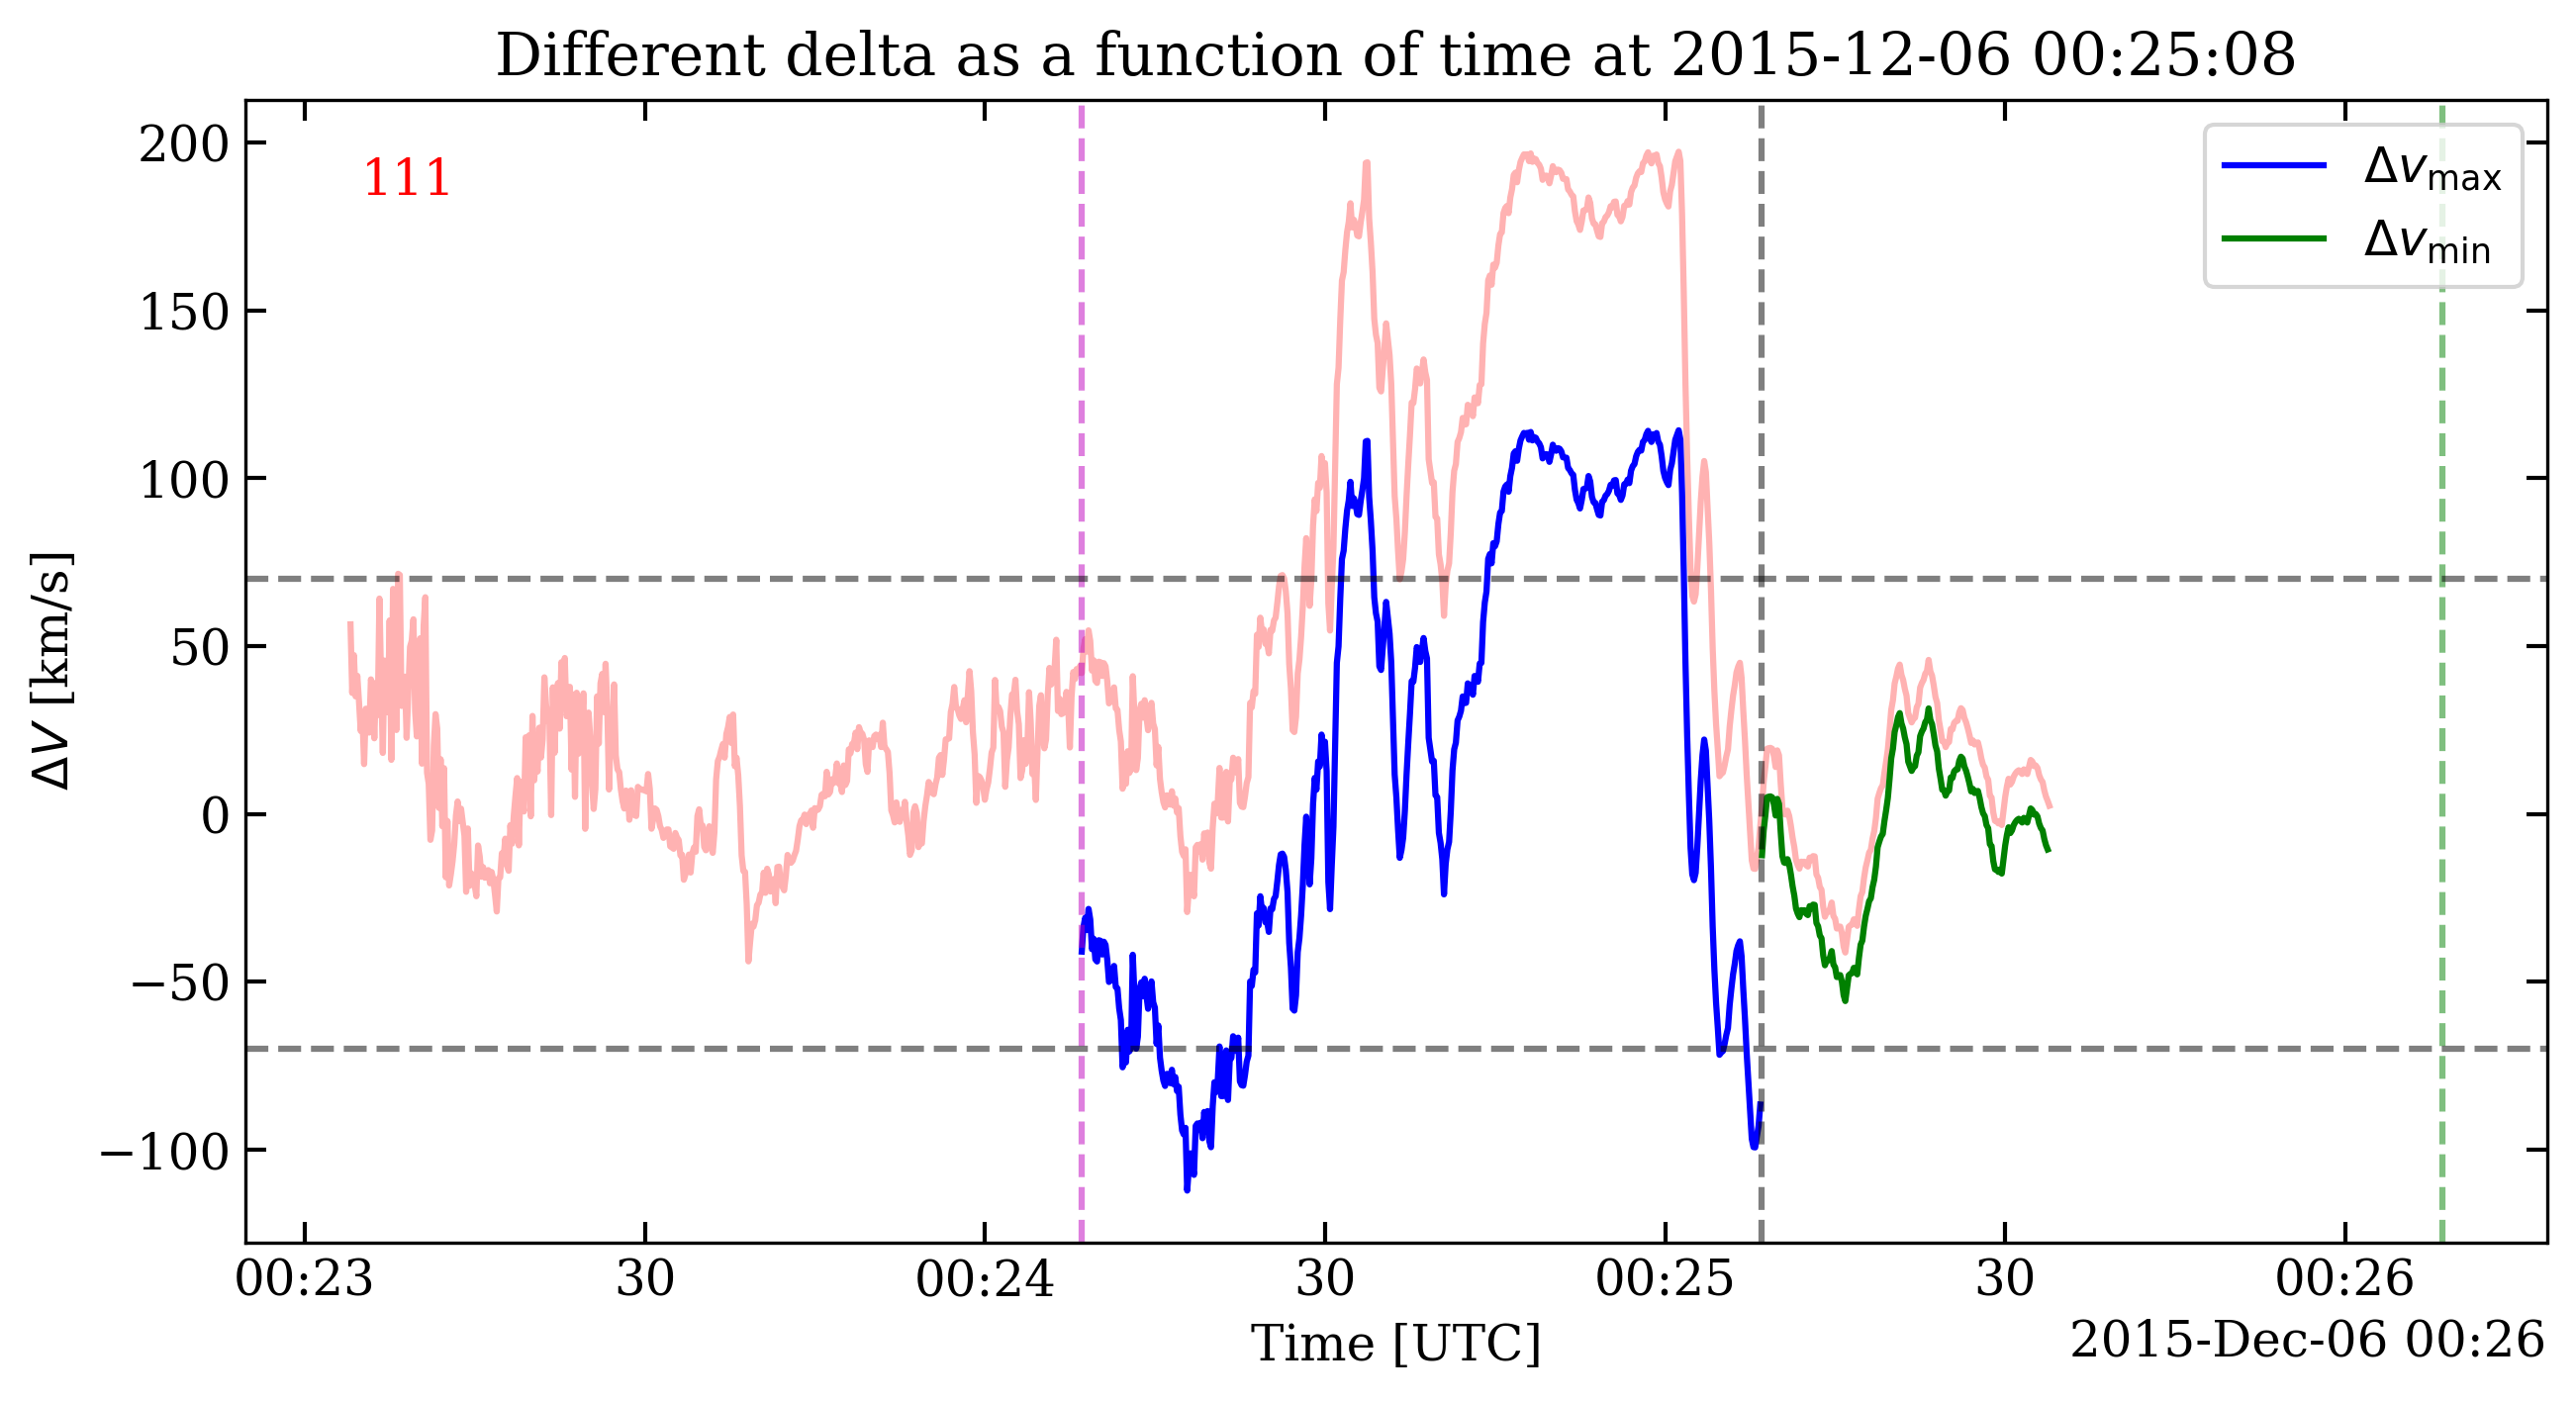 Different delta as a function of time at 2015-12-06 00:25:08
111
Δv_max
Δv_min
ΔV [km/s]
200
150
100
50
0
−50
−100
00:23 30 00:24 30 00:25 30 00:26
Time [UTC]
2015-Dec-06 00:26